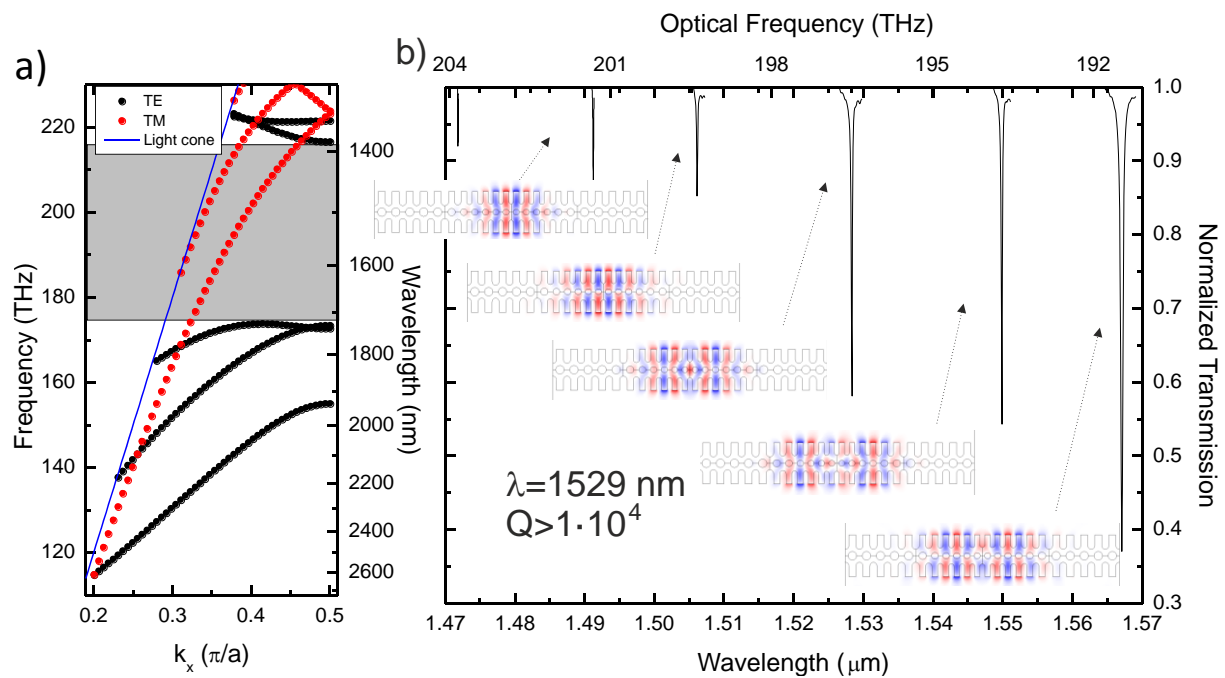 a)
TE
TM
Light cone
220
200
180
160
140
120
Frequency (THz)
0.2 0.3 0.4 0.5
k_x (π/a)
1400
1600
1800
2000
2200
2400
2600
Wavelength (nm)
b)
Optical Frequency (THz)
204 201 198 195 192
1.0
0.9
0.8
0.7
0.6
0.5
0.4
0.3
Normalized Transmission
λ=1529 nm
Q>1·10⁴
1.47 1.48 1.49 1.50 1.51 1.52 1.53 1.54 1.55 1.56 1.57
Wavelength (μm)